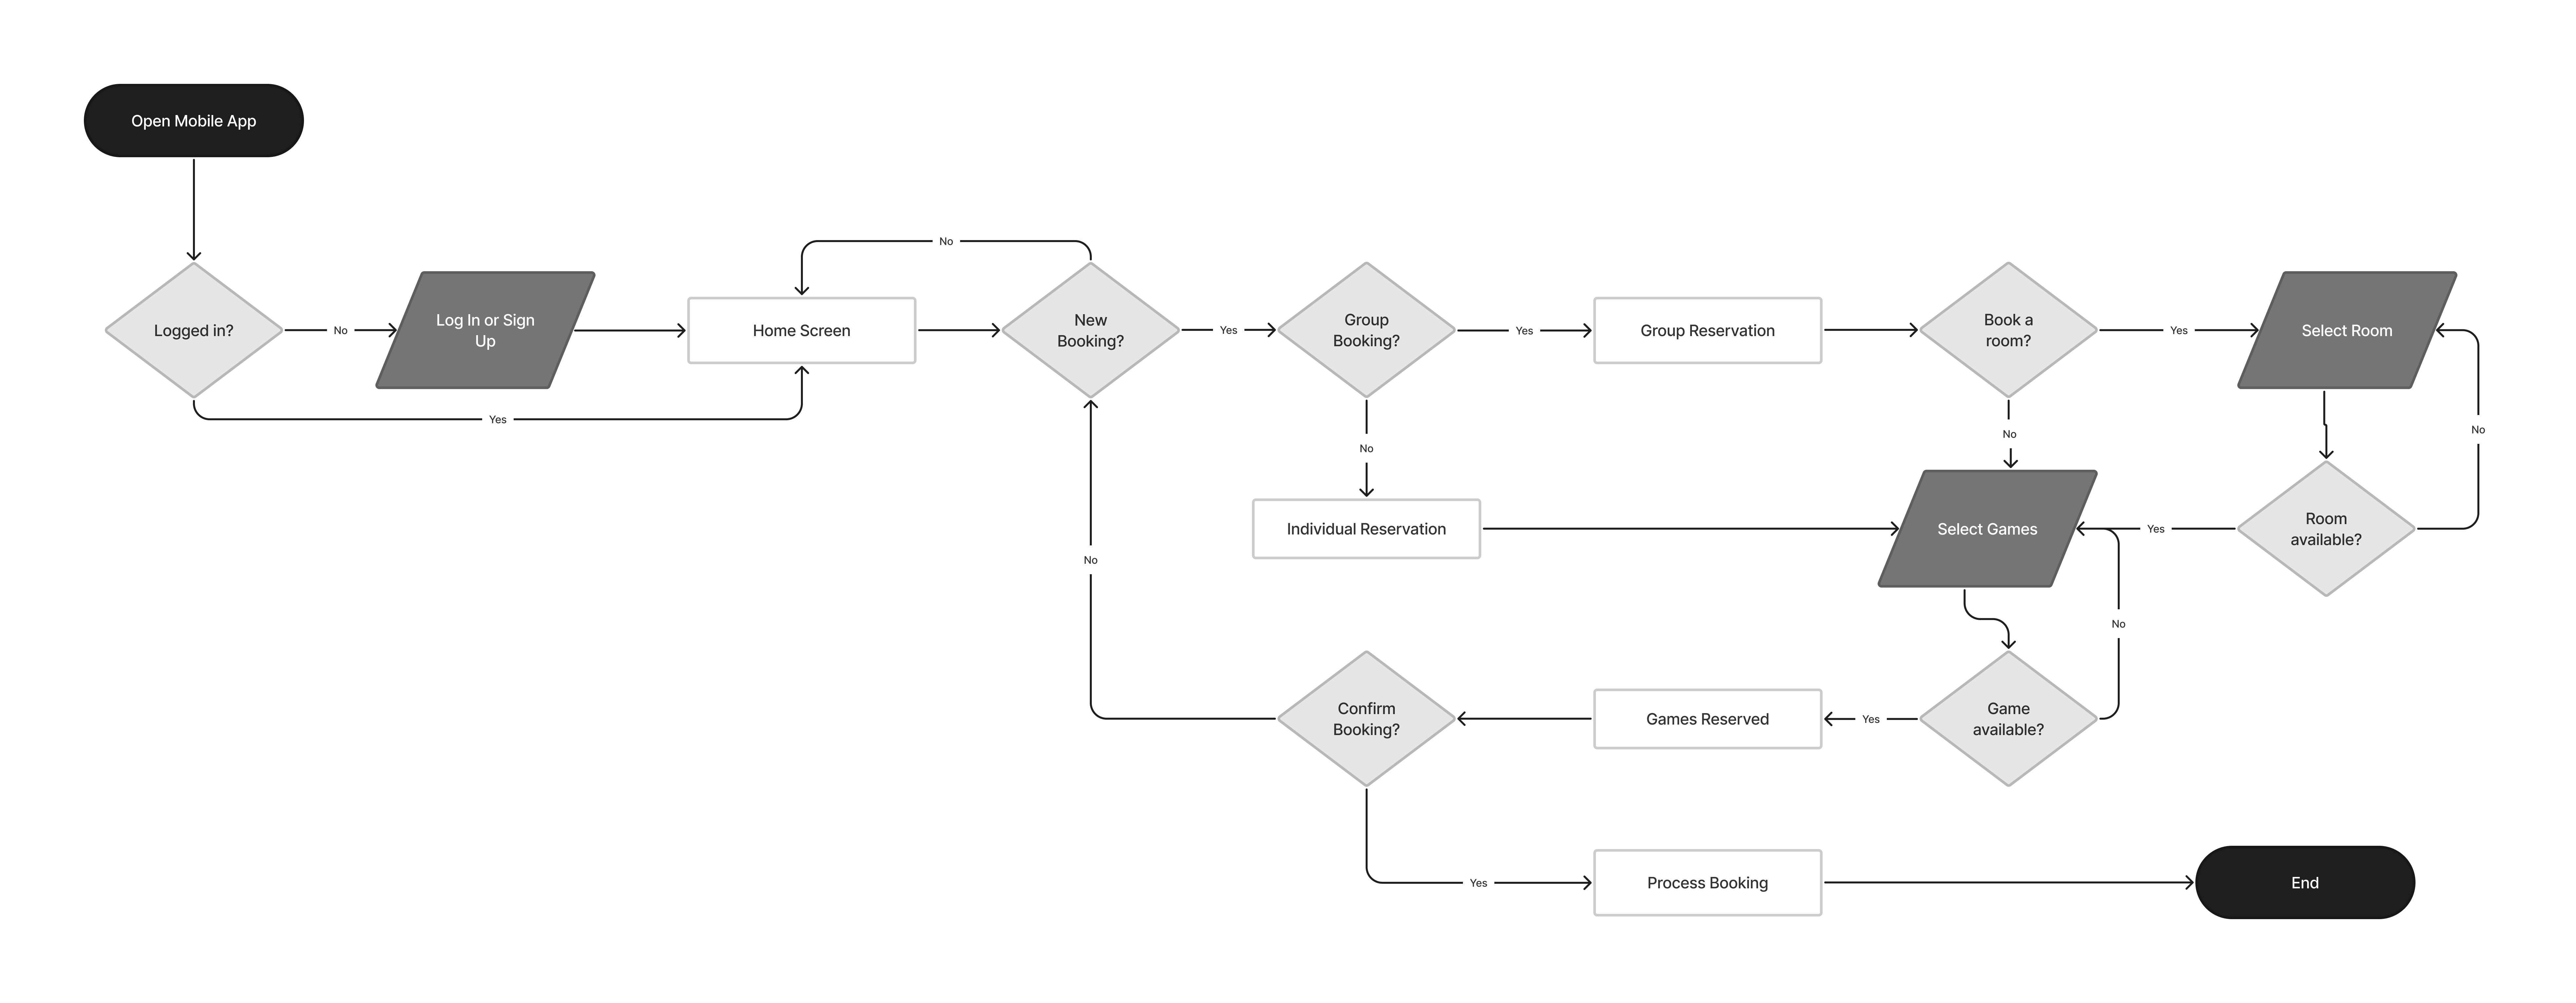 Open Mobile App
No
Logged in?
No
Log In or Sign
Up
Home Screen
New
Booking?
Yes
Group
Booking?
Yes
Group Reservation
Book a
room?
Yes
Select Room
Yes
No
No
No
Individual Reservation
Select Games
Yes
Room
available?
No
No
Confirm
Booking?
Games Reserved
Yes
Game
available?
Yes
Process Booking
End